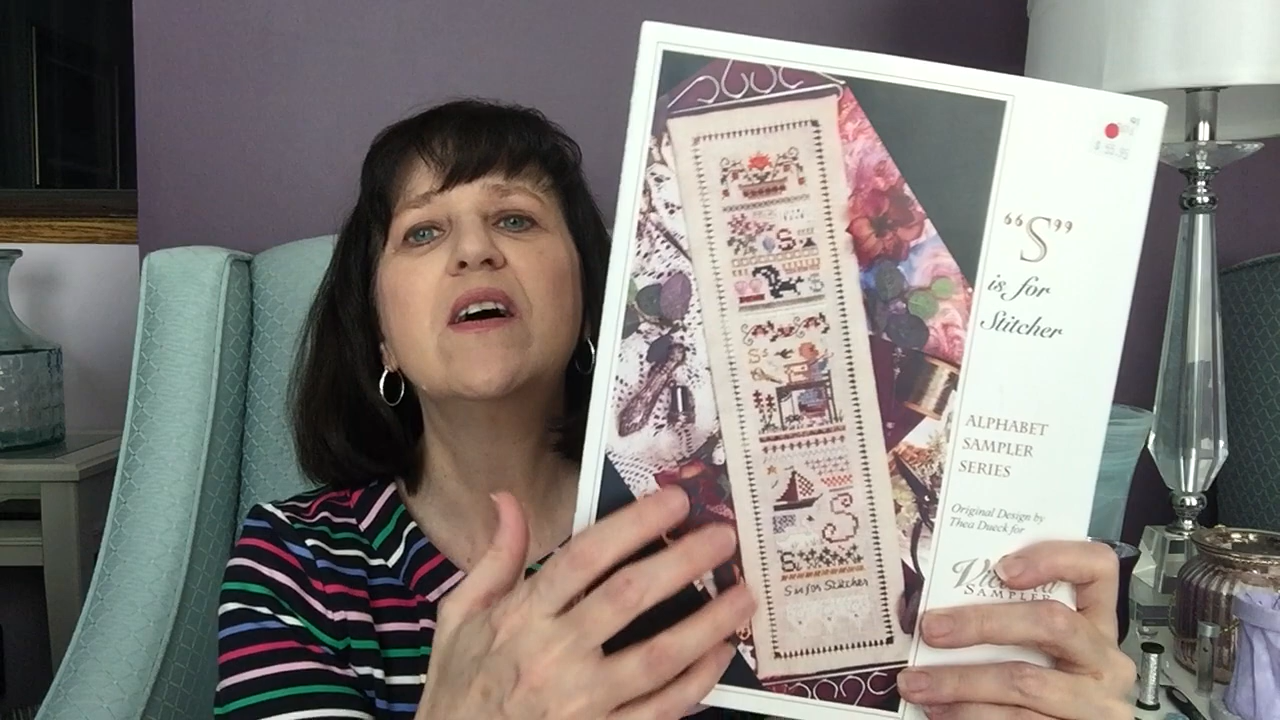 “S”
is for
Stitcher
ALPHABET
SAMPLER
SERIES
Original Design by
Thea Dueck for
SAMPLER
S
S s
S
S is for Stitcher